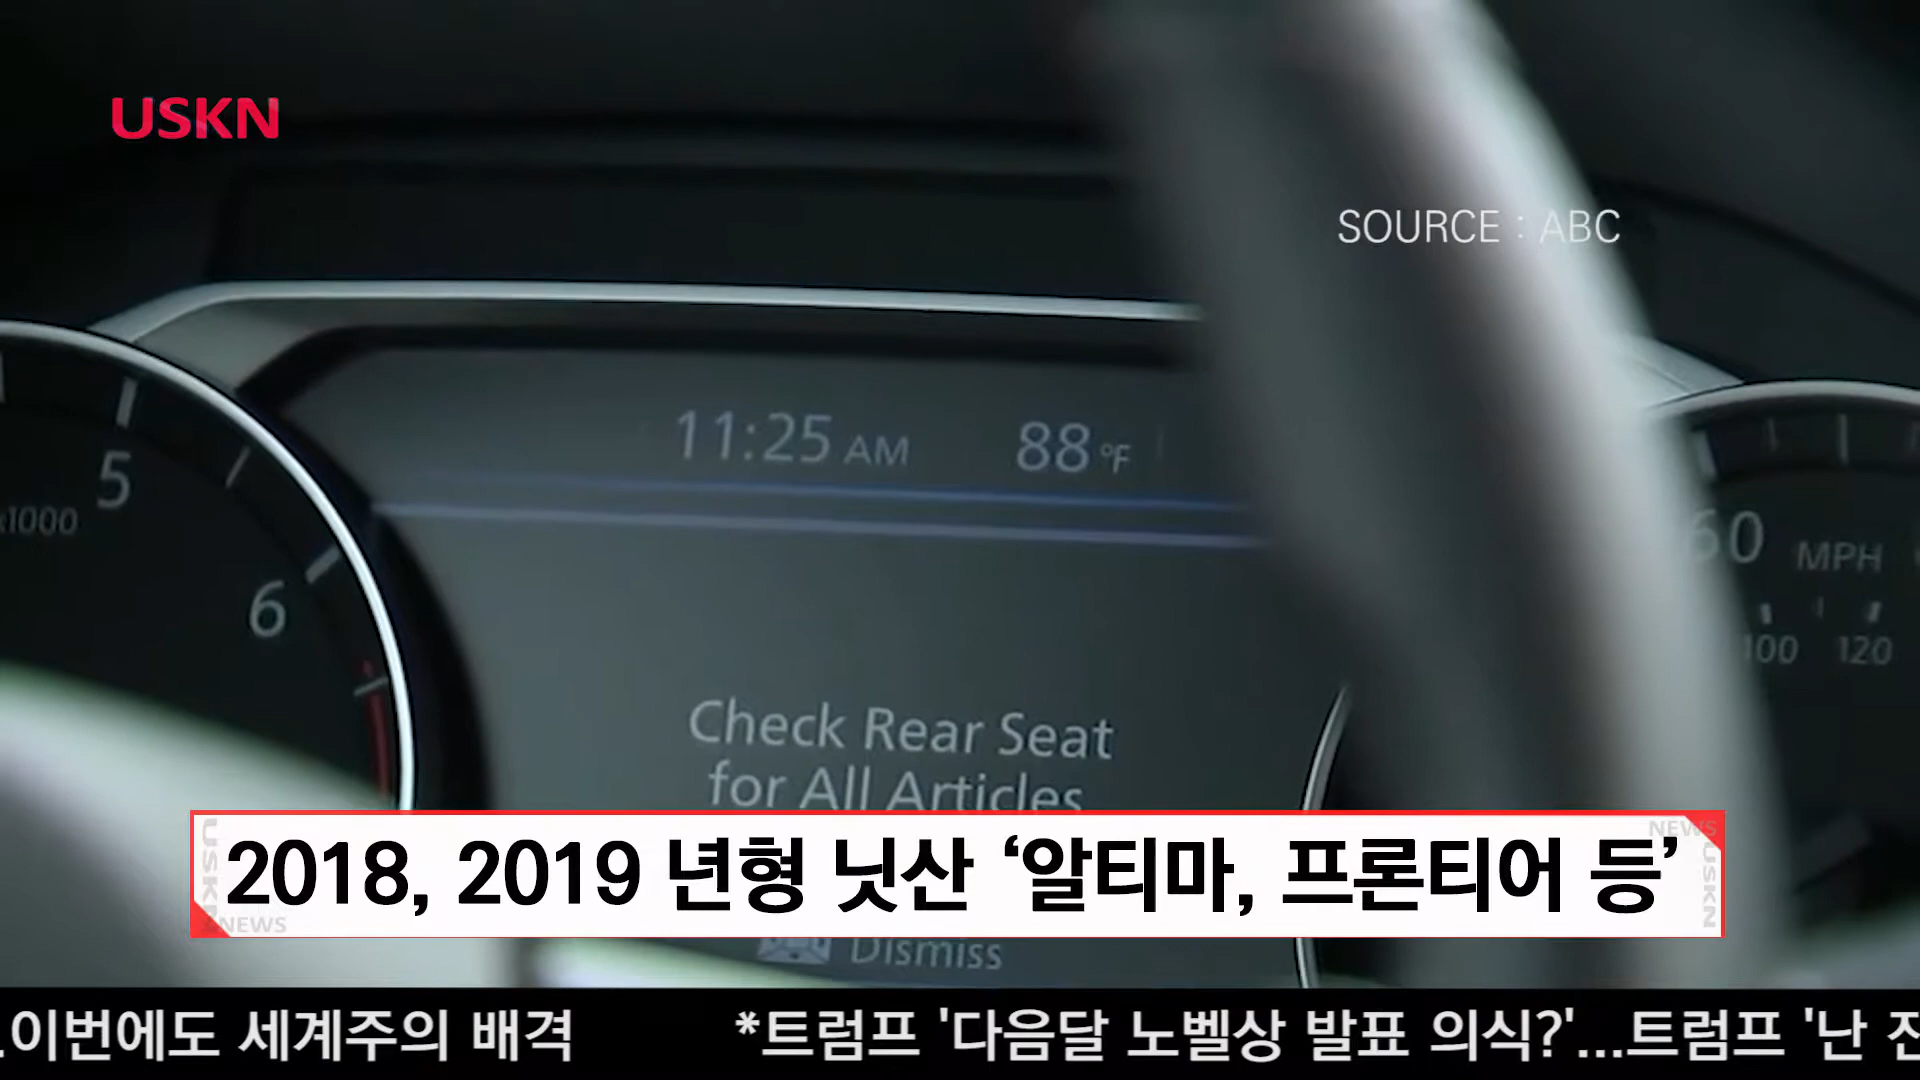 USKN
SOURCE : ABC
11:25 AM 88 °F
5
x1000
6
60 MPH
100 120
Check Rear Seat
for All Articles
NEWS
USKN
2018, 2019 년형 닛산 ‘알티마, 프론티어 등’
USKN
NEWS
Dismiss
이번에도 세계주의 배격 *트럼프 '다음달 노벨상 발표 의식?'...트럼프 '난